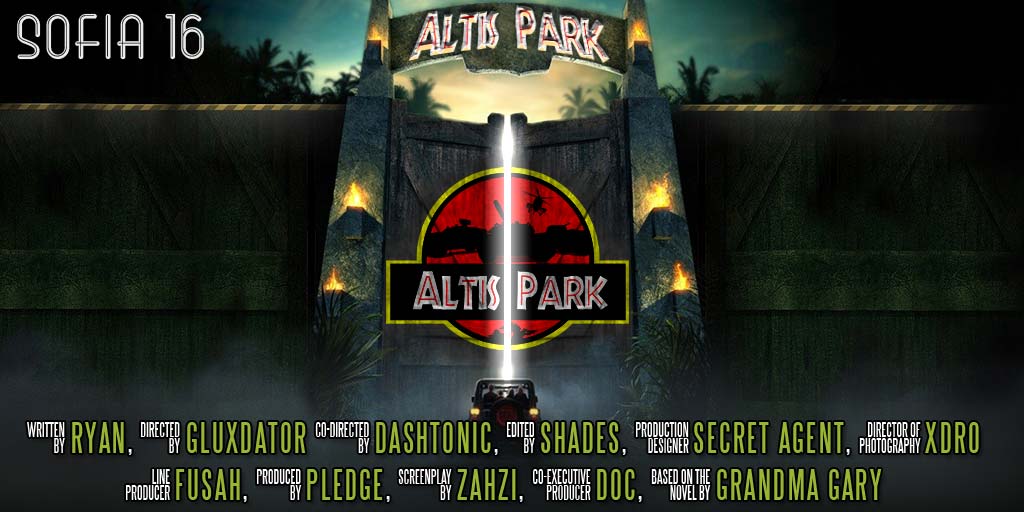 SOFIA 16
ALTIS PARK
ALTIS PARK
WRITTEN BY RYAN, DIRECTED BY GLUXDATOR CO-DIRECTED BY DASHTONIC, EDITED BY SHADES, PRODUCTION DESIGNER SECRET AGENT, DIRECTOR OF PHOTOGRAPHY XDRO
LINE PRODUCER FUSAH, PRODUCED BY PLEDGE, SCREENPLAY BY ZAHZI, CO-EXECUTIVE PRODUCER DOC, BASED ON THE NOVEL BY GRANDMA GARY